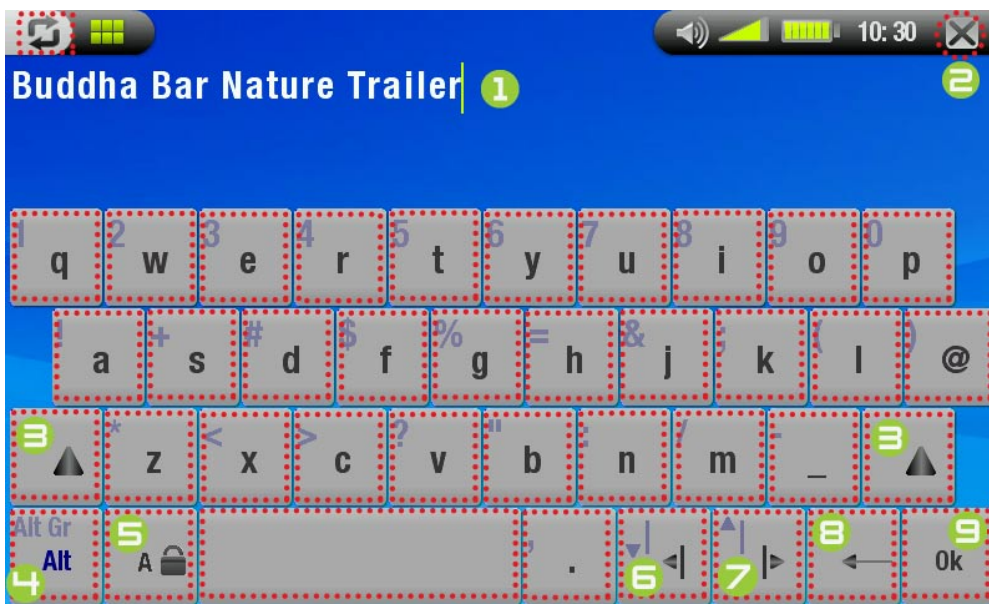 10: 30
Buddha Bar Nature Trailer 1 2
1 q 2 w 3 e 4 r 5 t 6 y 7 u 8 i 9 o 0 p
! a + s # d $ f % g = h & j ; k ( l ) @
3 * z < x > c ? v " b : n / m - _ 3
Alt Gr
4 Alt 5 A , . 6 7 8 9 Ok